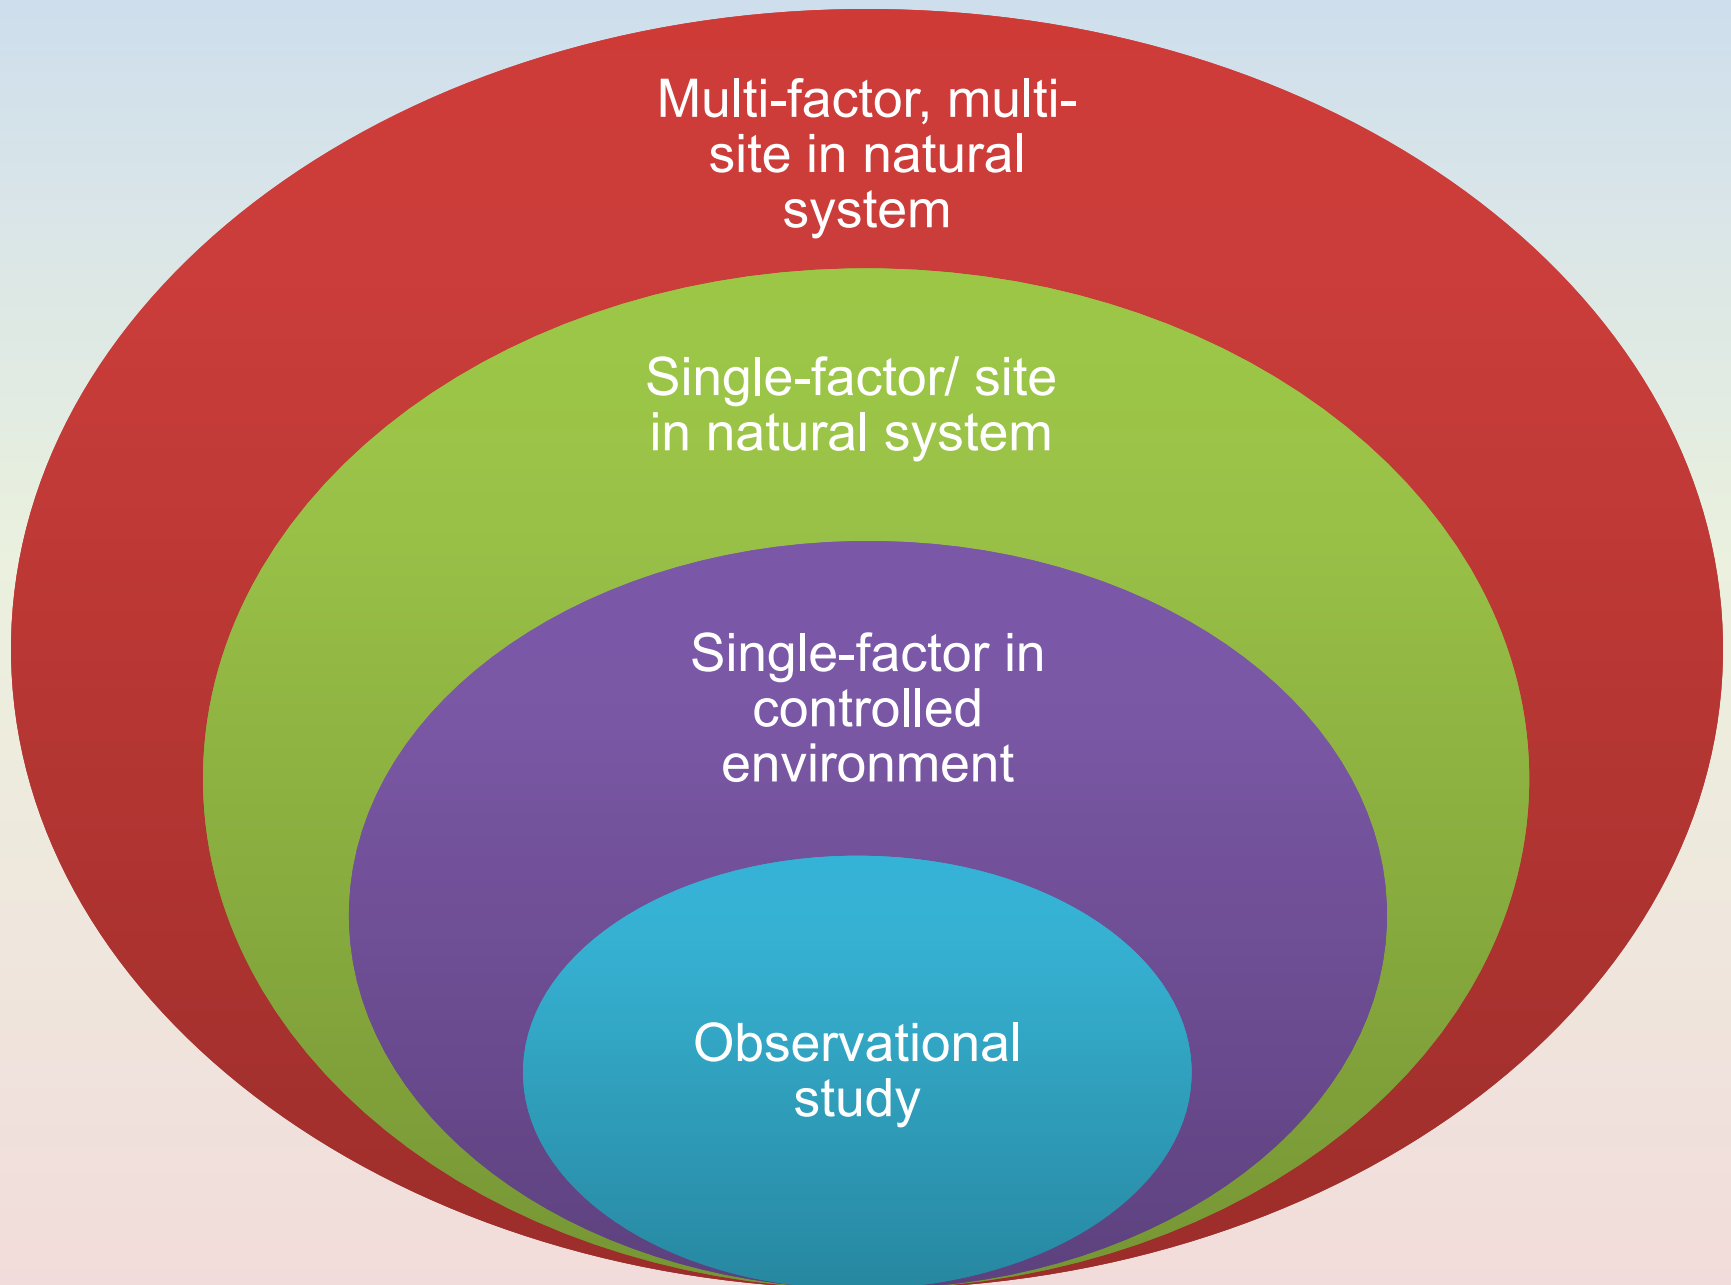 Multi-factor, multi-
site in natural
system
Single-factor/ site
in natural system
Single-factor in
controlled
environment
Observational
study